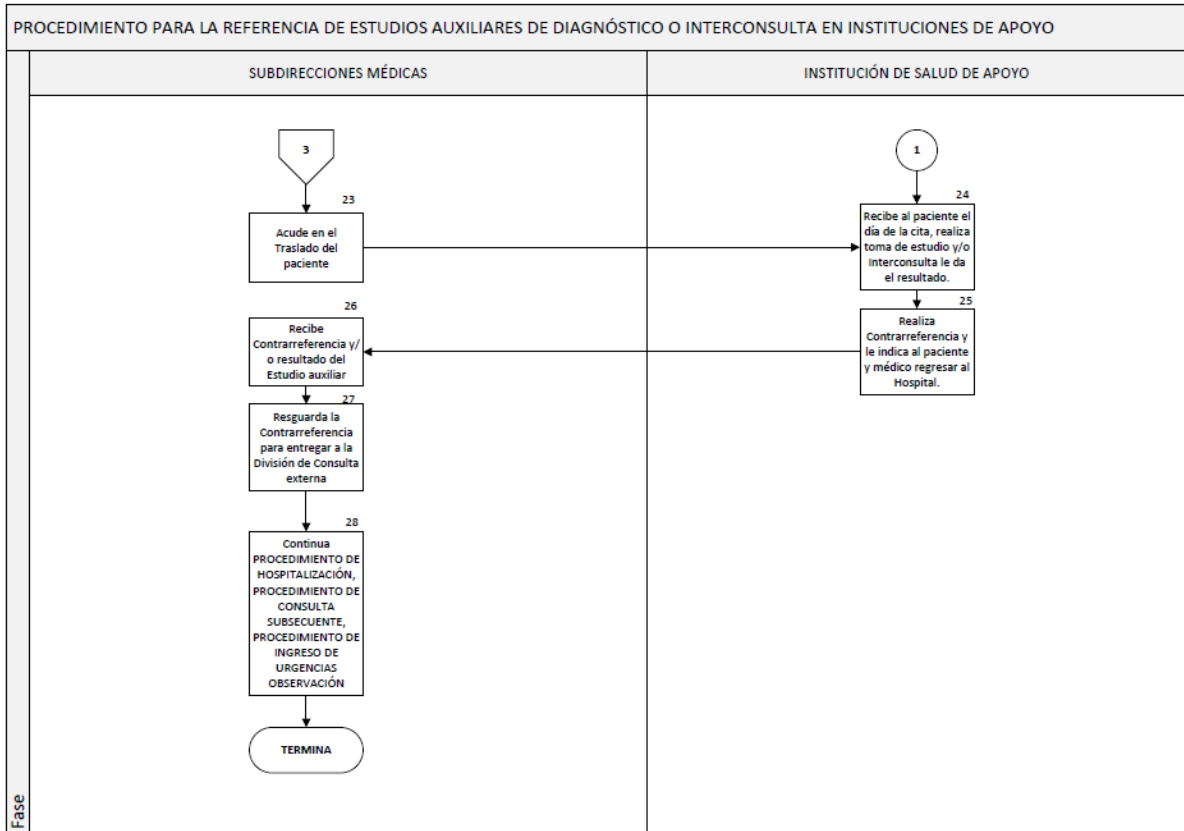 PROCEDIMIENTO PARA LA REFERENCIA DE ESTUDIOS AUXILIARES DE DIAGNÓSTICO O INTERCONSULTA EN INSTITUCIONES DE APOYO
SUBDIRECCIONES MÉDICAS
INSTITUCIÓN DE SALUD DE APOYO
3
1
23
Acude en el
Traslado del
paciente
24
Recibe al paciente el
día de la cita, realiza
toma de estudio y/o
Interconsulta le da
el resultado.
25
Realiza
Contrarreferencia y
le indica al paciente
y médico regresar al
Hospital.
26
Recibe
Contrarreferencia y/
o resultado del
Estudio auxiliar
27
Resguarda la
Contrarreferencia
para entregar a la
División de Consulta
externa
28
Continua
PROCEDIMIENTO DE
HOSPITALIZACIÓN,
PROCEDIMIENTO DE
CONSULTA
SUBSECUENTE,
PROCEDIMIENTO DE
INGRESO DE
URGENCIAS
OBSERVACIÓN
TERMINA
Fase